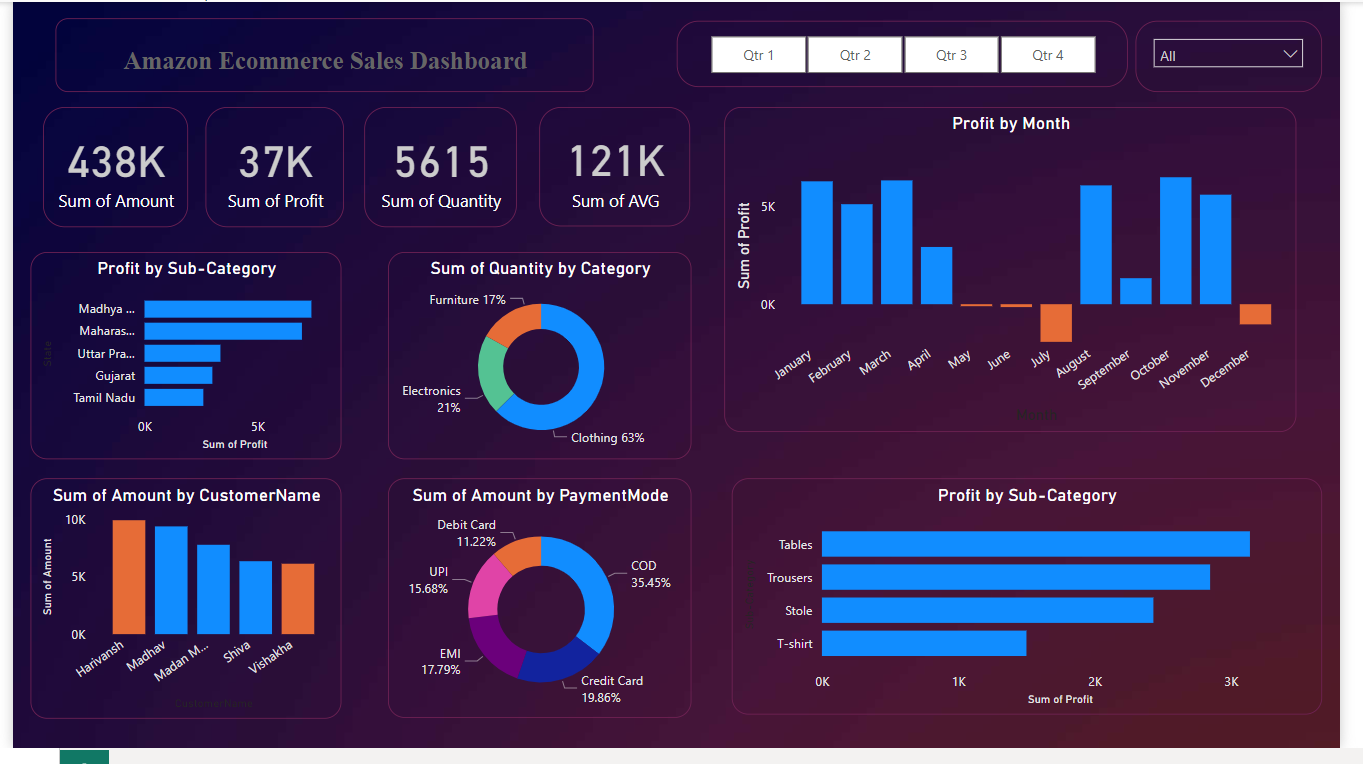 Amazon Ecommerce Sales Dashboard
Qtr 1
Qtr 2
Qtr 3
Qtr 4
All
438K
Sum of Amount
37K
Sum of Profit
5615
Sum of Quantity
121K
Sum of AVG
Profit by Month
Sum of Profit
5K
0K
January
February
March
April
May
June
July
August
September
October
November
December
Profit by Sub-Category
State
Madhya ...
Maharas...
Uttar Pra...
Gujarat
Tamil Nadu
0K
5K
Sum of Profit
Sum of Quantity by Category
Furniture 17%
Electronics
21%
Clothing 63%
Sum of Amount by CustomerName
Sum of Amount
10K
5K
0K
Harivansh
Madhav
Madan M...
Shiva
Vishakha
CustomerName
Sum of Amount by PaymentMode
Debit Card
11.22%
UPI
15.68%
EMI
17.79%
COD
35.45%
Credit Card
19.86%
Profit by Sub-Category
Tables
Trousers
Stole
T-shirt
0K
1K
2K
3K
Sum of Profit